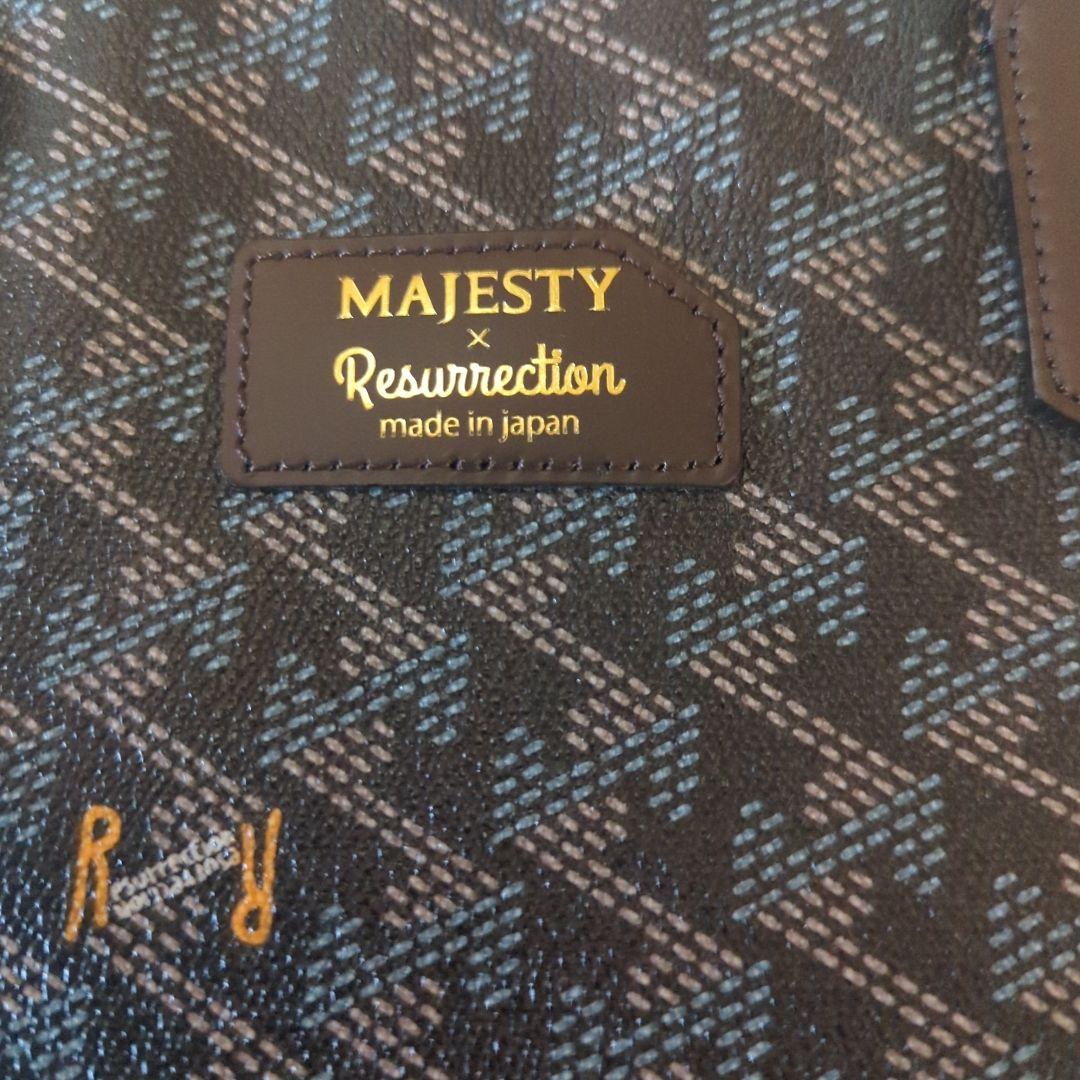 MAJESTY
×
Resurrection
made in japan
R